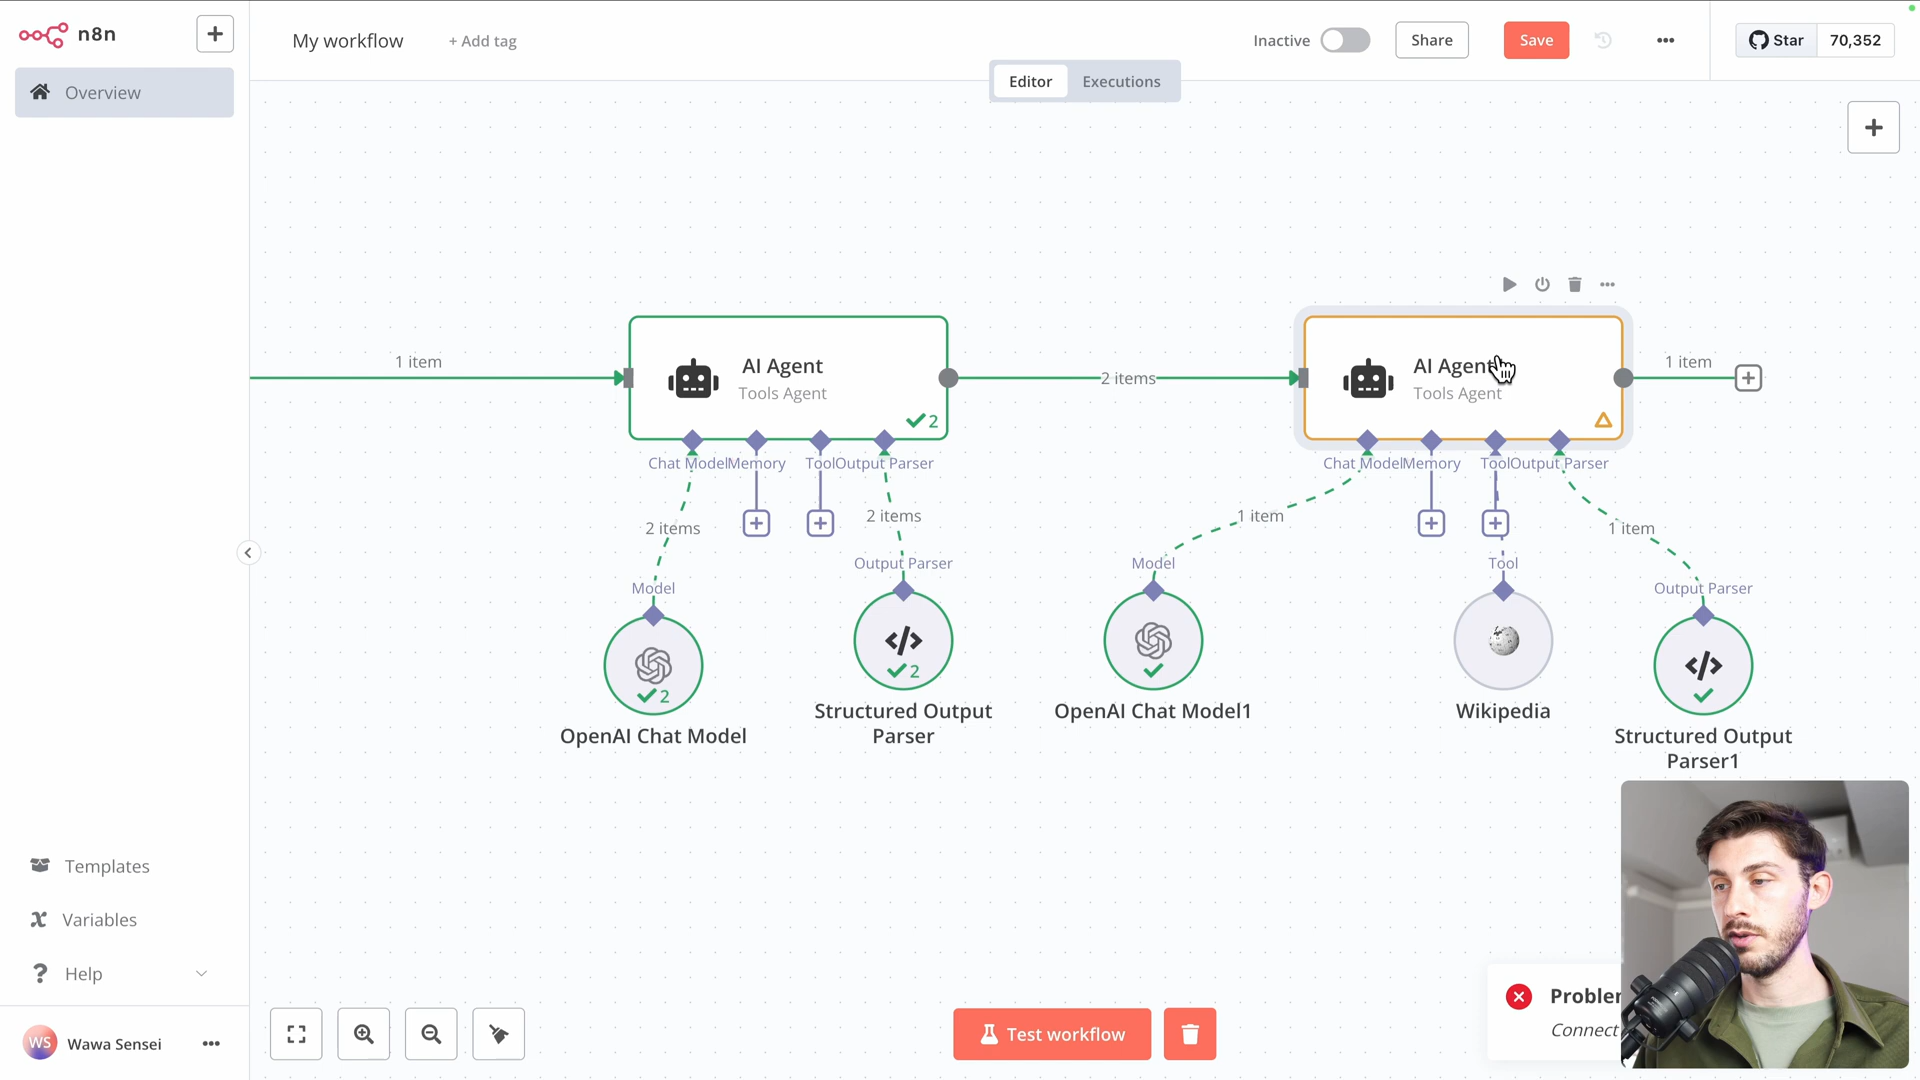 n8n
My workflow
+ Add tag
Inactive
Share
Save
Star
70,352
Editor
Executions
Overview
1 item
AI Agent
Tools Agent
2
2 items
AI Agent
Tools Agent
1 item
Chat Model
Memory
Tool
Output Parser
Chat Model
Memory
Tool
Output Parser
2 items
2 items
1 item
1 item
Model
Output Parser
Model
Tool
Output Parser
2
2
OpenAI Chat Model
Structured Output
Parser
OpenAI Chat Model1
Wikipedia
Structured Output
Parser1
Templates
Variables
Help
WS
Wawa Sensei
Test workflow